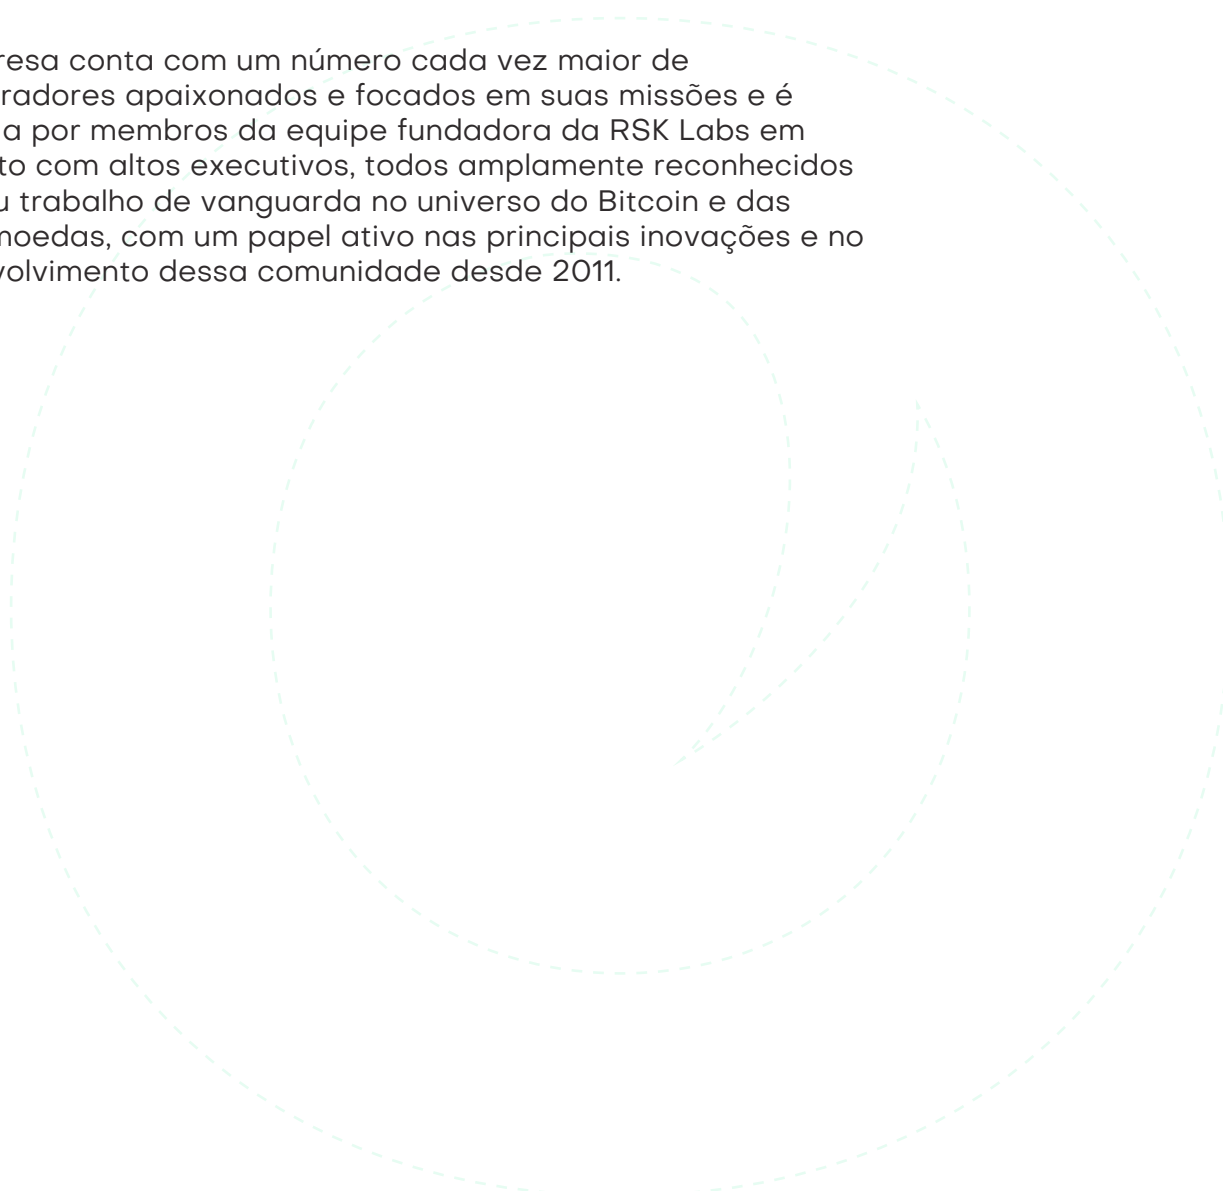 resa conta com um número cada vez maior de
radores apaixonados e focados em suas missões e é
a por membros da equipe fundadora da RSK Labs em
to com altos executivos, todos amplamente reconhecidos
u trabalho de vanguarda no universo do Bitcoin e das
moedas, com um papel ativo nas principais inovações e no
volvimento dessa comunidade desde 2011.